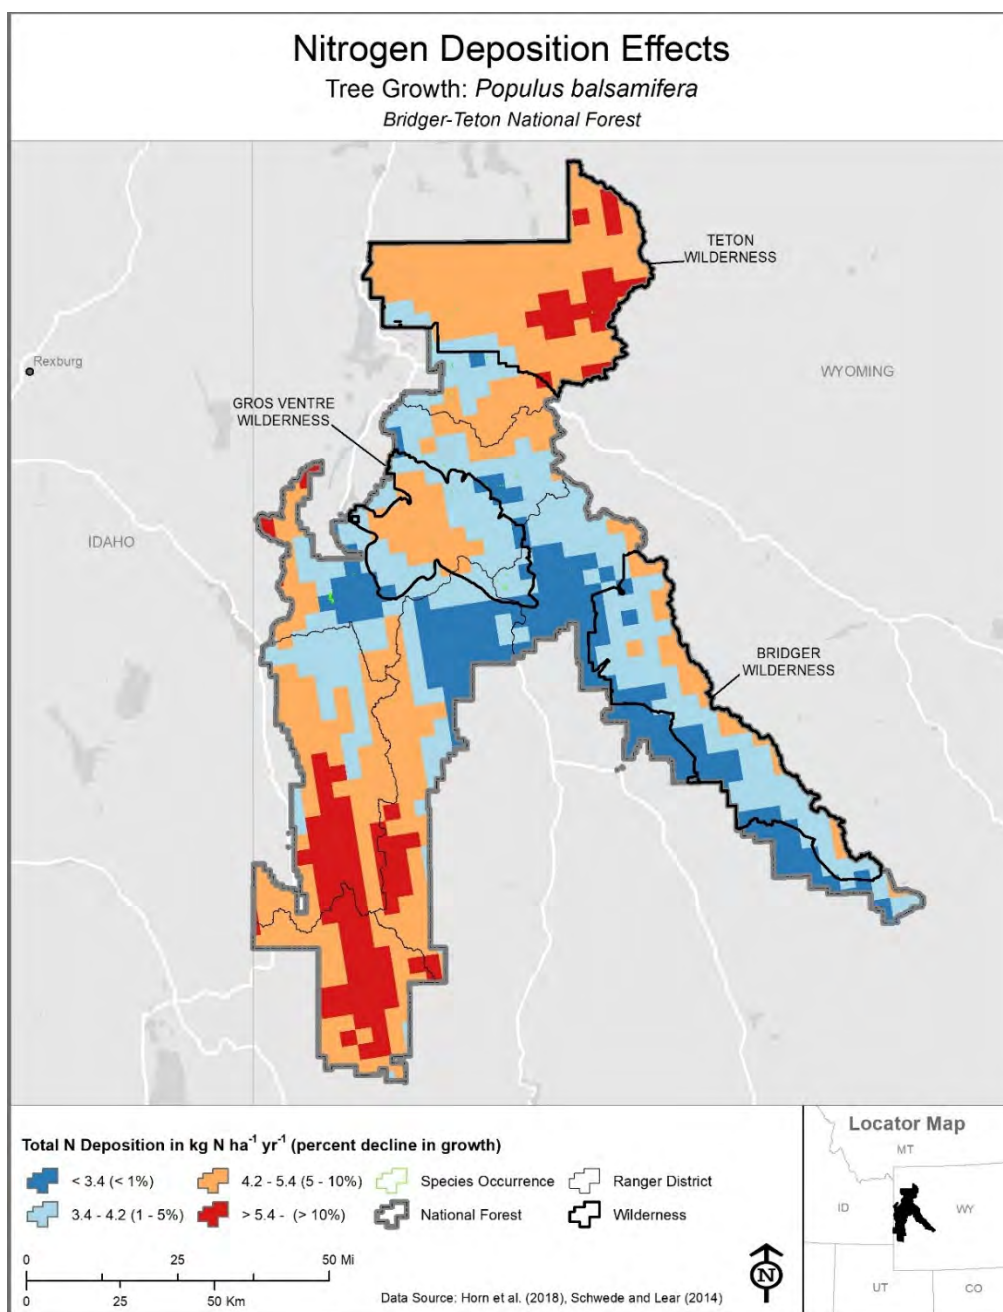 Nitrogen Deposition Effects
Tree Growth: Populus balsamifera
Bridger-Teton National Forest
TETON
WILDERNESS
Rexburg
WYOMING
GROS VENTRE
WILDERNESS
IDAHO
BRIDGER
WILDERNESS
Total N Deposition in kg N ha⁻¹ yr⁻¹ (percent decline in growth)
< 3.4 (< 1%)
4.2 - 5.4 (5 - 10%)
Species Occurrence
Ranger District
3.4 - 4.2 (1 - 5%)
> 5.4 - (> 10%)
National Forest
Wilderness
0 25 50 Mi
0 25 50 Km
N
Data Source: Horn et al. (2018), Schwede and Lear (2014)
Locator Map
MT
ID
WY
UT
CO